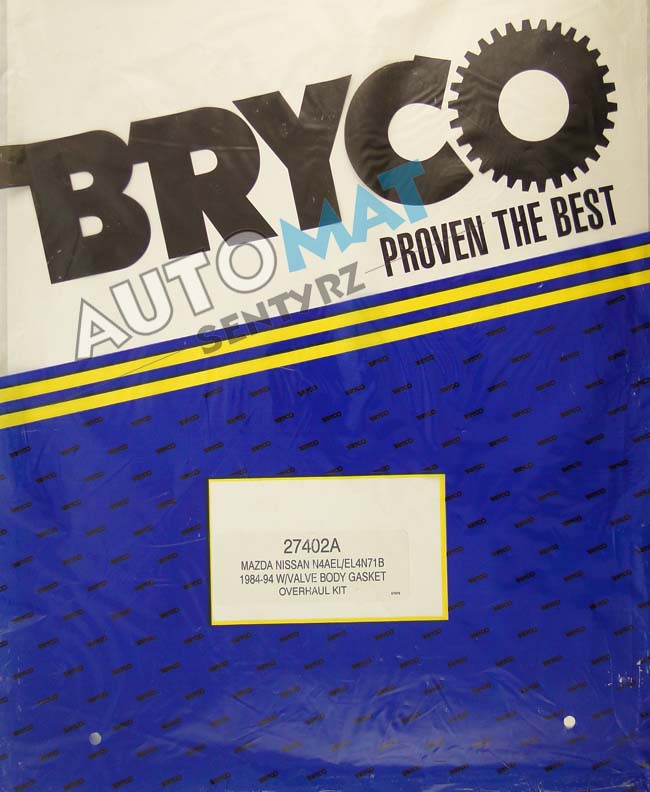 BRYCO
PROVEN THE BEST
AUTOMAT
SENTYRZ
27402A
MAZDA NISSAN N4AEL/EL4N71B
1984-94 W/VALVE BODY GASKET
OVERHAUL KIT